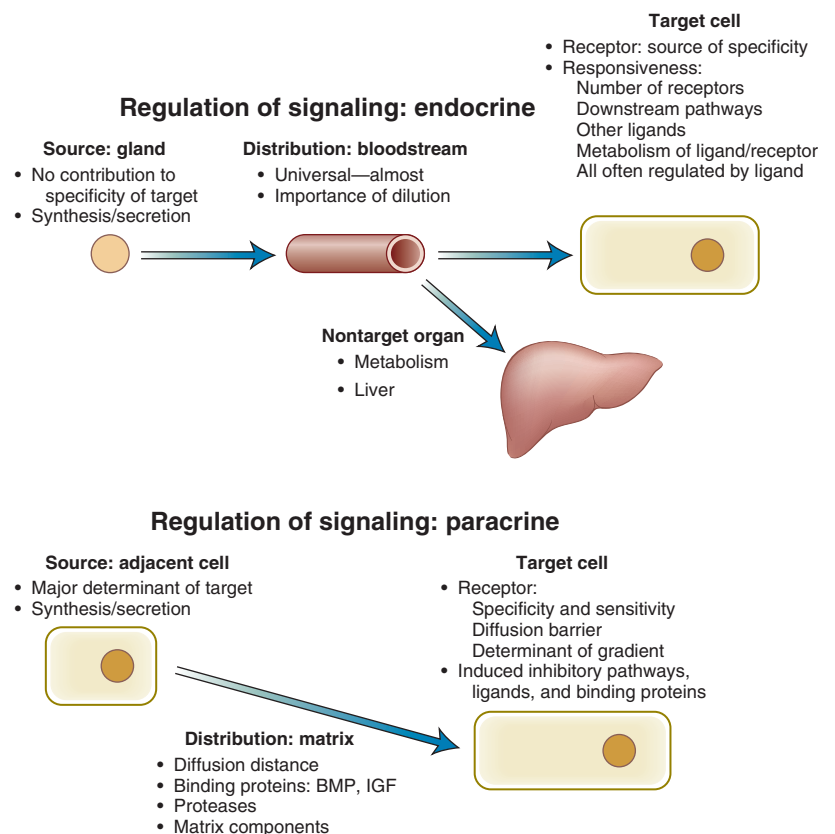 Regulation of signaling: endocrine
Source: gland
• No contribution to
specificity of target
• Synthesis/secretion
Distribution: bloodstream
• Universal—almost
• Importance of dilution
Target cell
• Receptor: source of specificity
• Responsiveness:
Number of receptors
Downstream pathways
Other ligands
Metabolism of ligand/receptor
All often regulated by ligand
Nontarget organ
• Metabolism
• Liver
Regulation of signaling: paracrine
Source: adjacent cell
• Major determinant of target
• Synthesis/secretion
Distribution: matrix
• Diffusion distance
• Binding proteins: BMP, IGF
• Proteases
• Matrix components
Target cell
• Receptor:
Specificity and sensitivity
Diffusion barrier
Determinant of gradient
• Induced inhibitory pathways,
ligands, and binding proteins